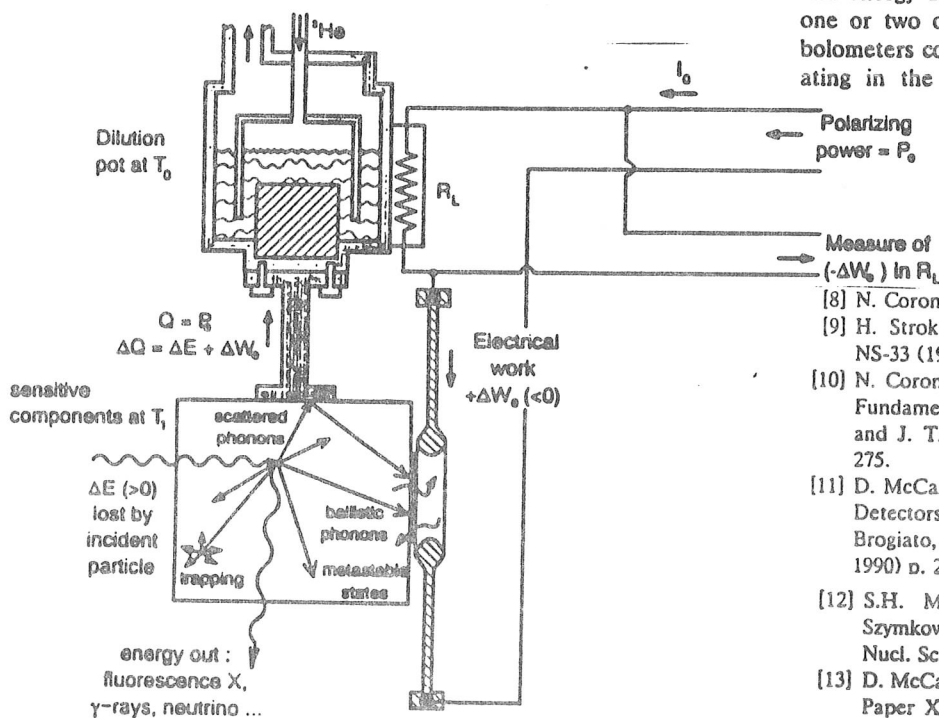 ³He
Dilution
pot at T₀
R_L
I₀
Polarizing
power = P₀
Measure of
(-ΔW₀) in R_L
Q = P₀
ΔQ = ΔE + ΔW₀
Electrical
work
+ΔW₀ (<0)
sensitive
components at T₁
scattered
phonons
ΔE (>0)
lost by
incident
particle
ballistic
phonons
trapping
metastable
states
energy out :
fluorescence X,
γ-rays, neutrino ...
one or two
bolometers
ating in the
[8] N. Coron
[9] H. Strok
NS-33 (19
[10] N. Coron
Fundame
and J. T.
275.
[11] D. McCa
Detectors
Brogiato,
1990) p. 2
[12] S.H. M
Szymkov
Nucl. Sc
[13] D. McCa
Paper X